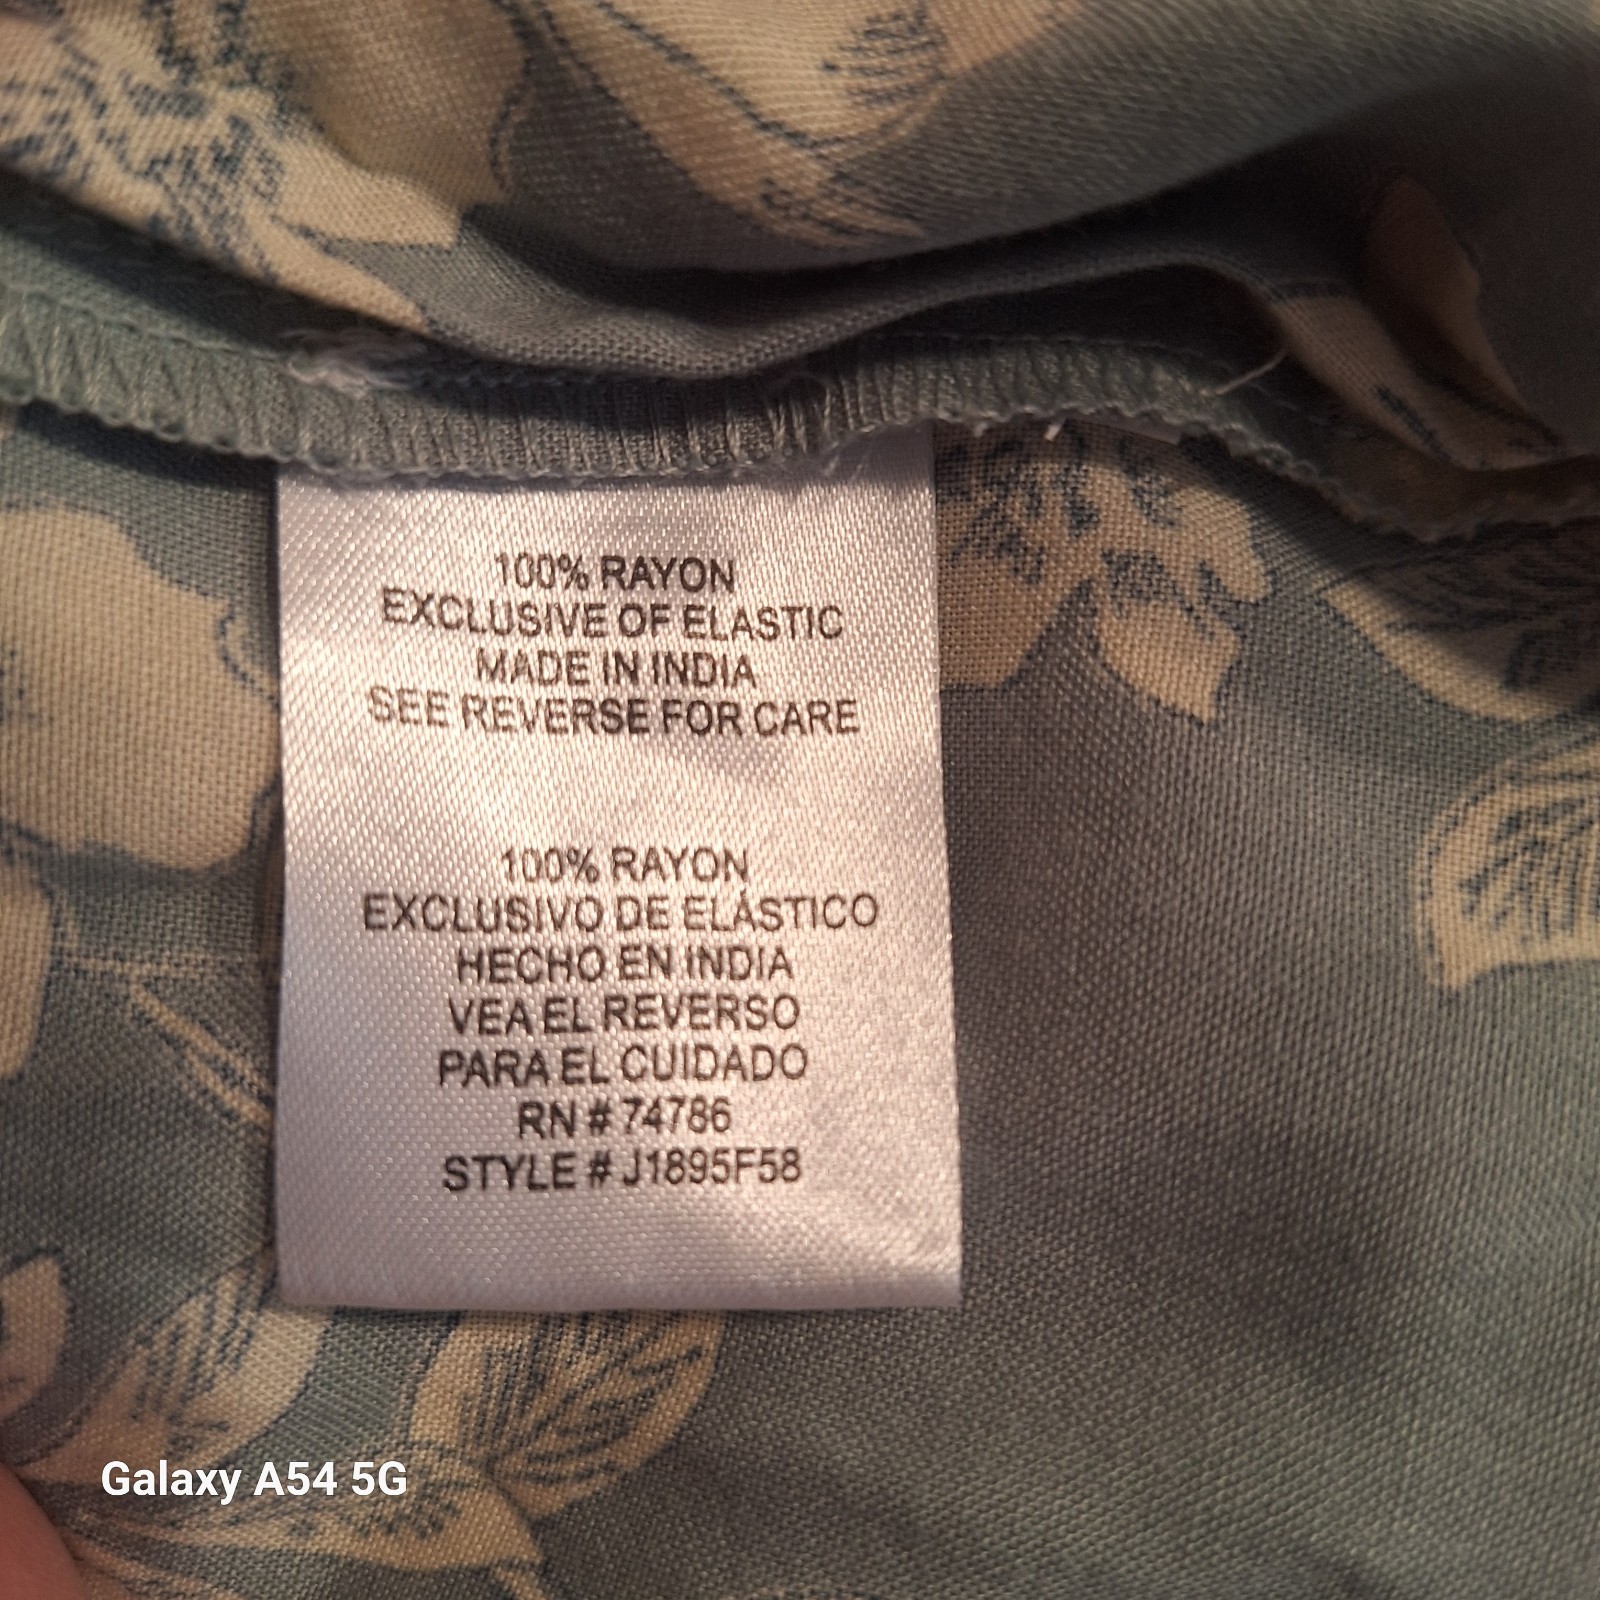 100% RAYON
EXCLUSIVE OF ELASTIC
MADE IN INDIA
SEE REVERSE FOR CARE
100% RAYON
EXCLUSIVO DE ELÁSTICO
HECHO EN INDIA
VEA EL REVERSO
PARA EL CUIDADO
RN # 74786
STYLE # J1895F58
Galaxy A54 5G